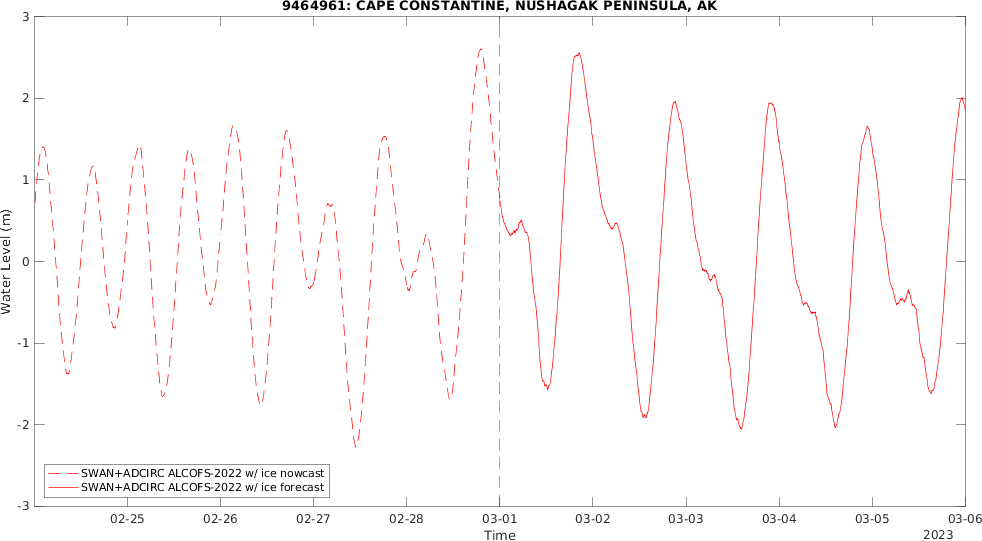 9464961: CAPE CONSTANTINE, NUSHAGAK PENINSULA, AK
3
2
1
0
-1
-2
-3
Water Level (m)
SWAN+ADCIRC ALCOFS-2022 w/ ice nowcast
SWAN+ADCIRC ALCOFS-2022 w/ ice forecast
02-25 02-26 02-27 02-28 03-01 03-02 03-03 03-04 03-05 03-06
Time
2023